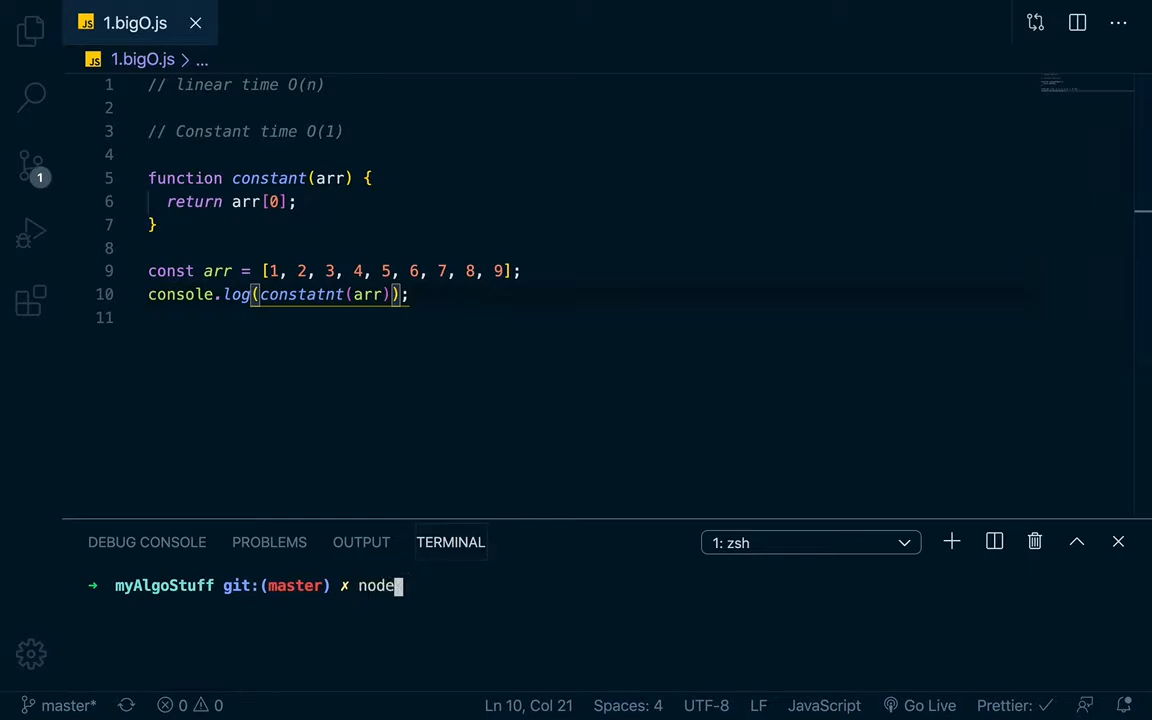 JS 1.bigO.js
JS 1.bigO.js > ...
1 // linear time O(n)
2
3 // Constant time O(1)
4
5 function constant(arr) {
6 return arr[0];
7 }
8
9 const arr = [1, 2, 3, 4, 5, 6, 7, 8, 9];
10 console.log(constatnt(arr));
11
1
DEBUG CONSOLE PROBLEMS OUTPUT TERMINAL 1: zsh
→ myAlgoStuff git:(master) ✗ node
master* 0 0 Ln 10, Col 21 Spaces: 4 UTF-8 LF JavaScript Go Live Prettier: ✓